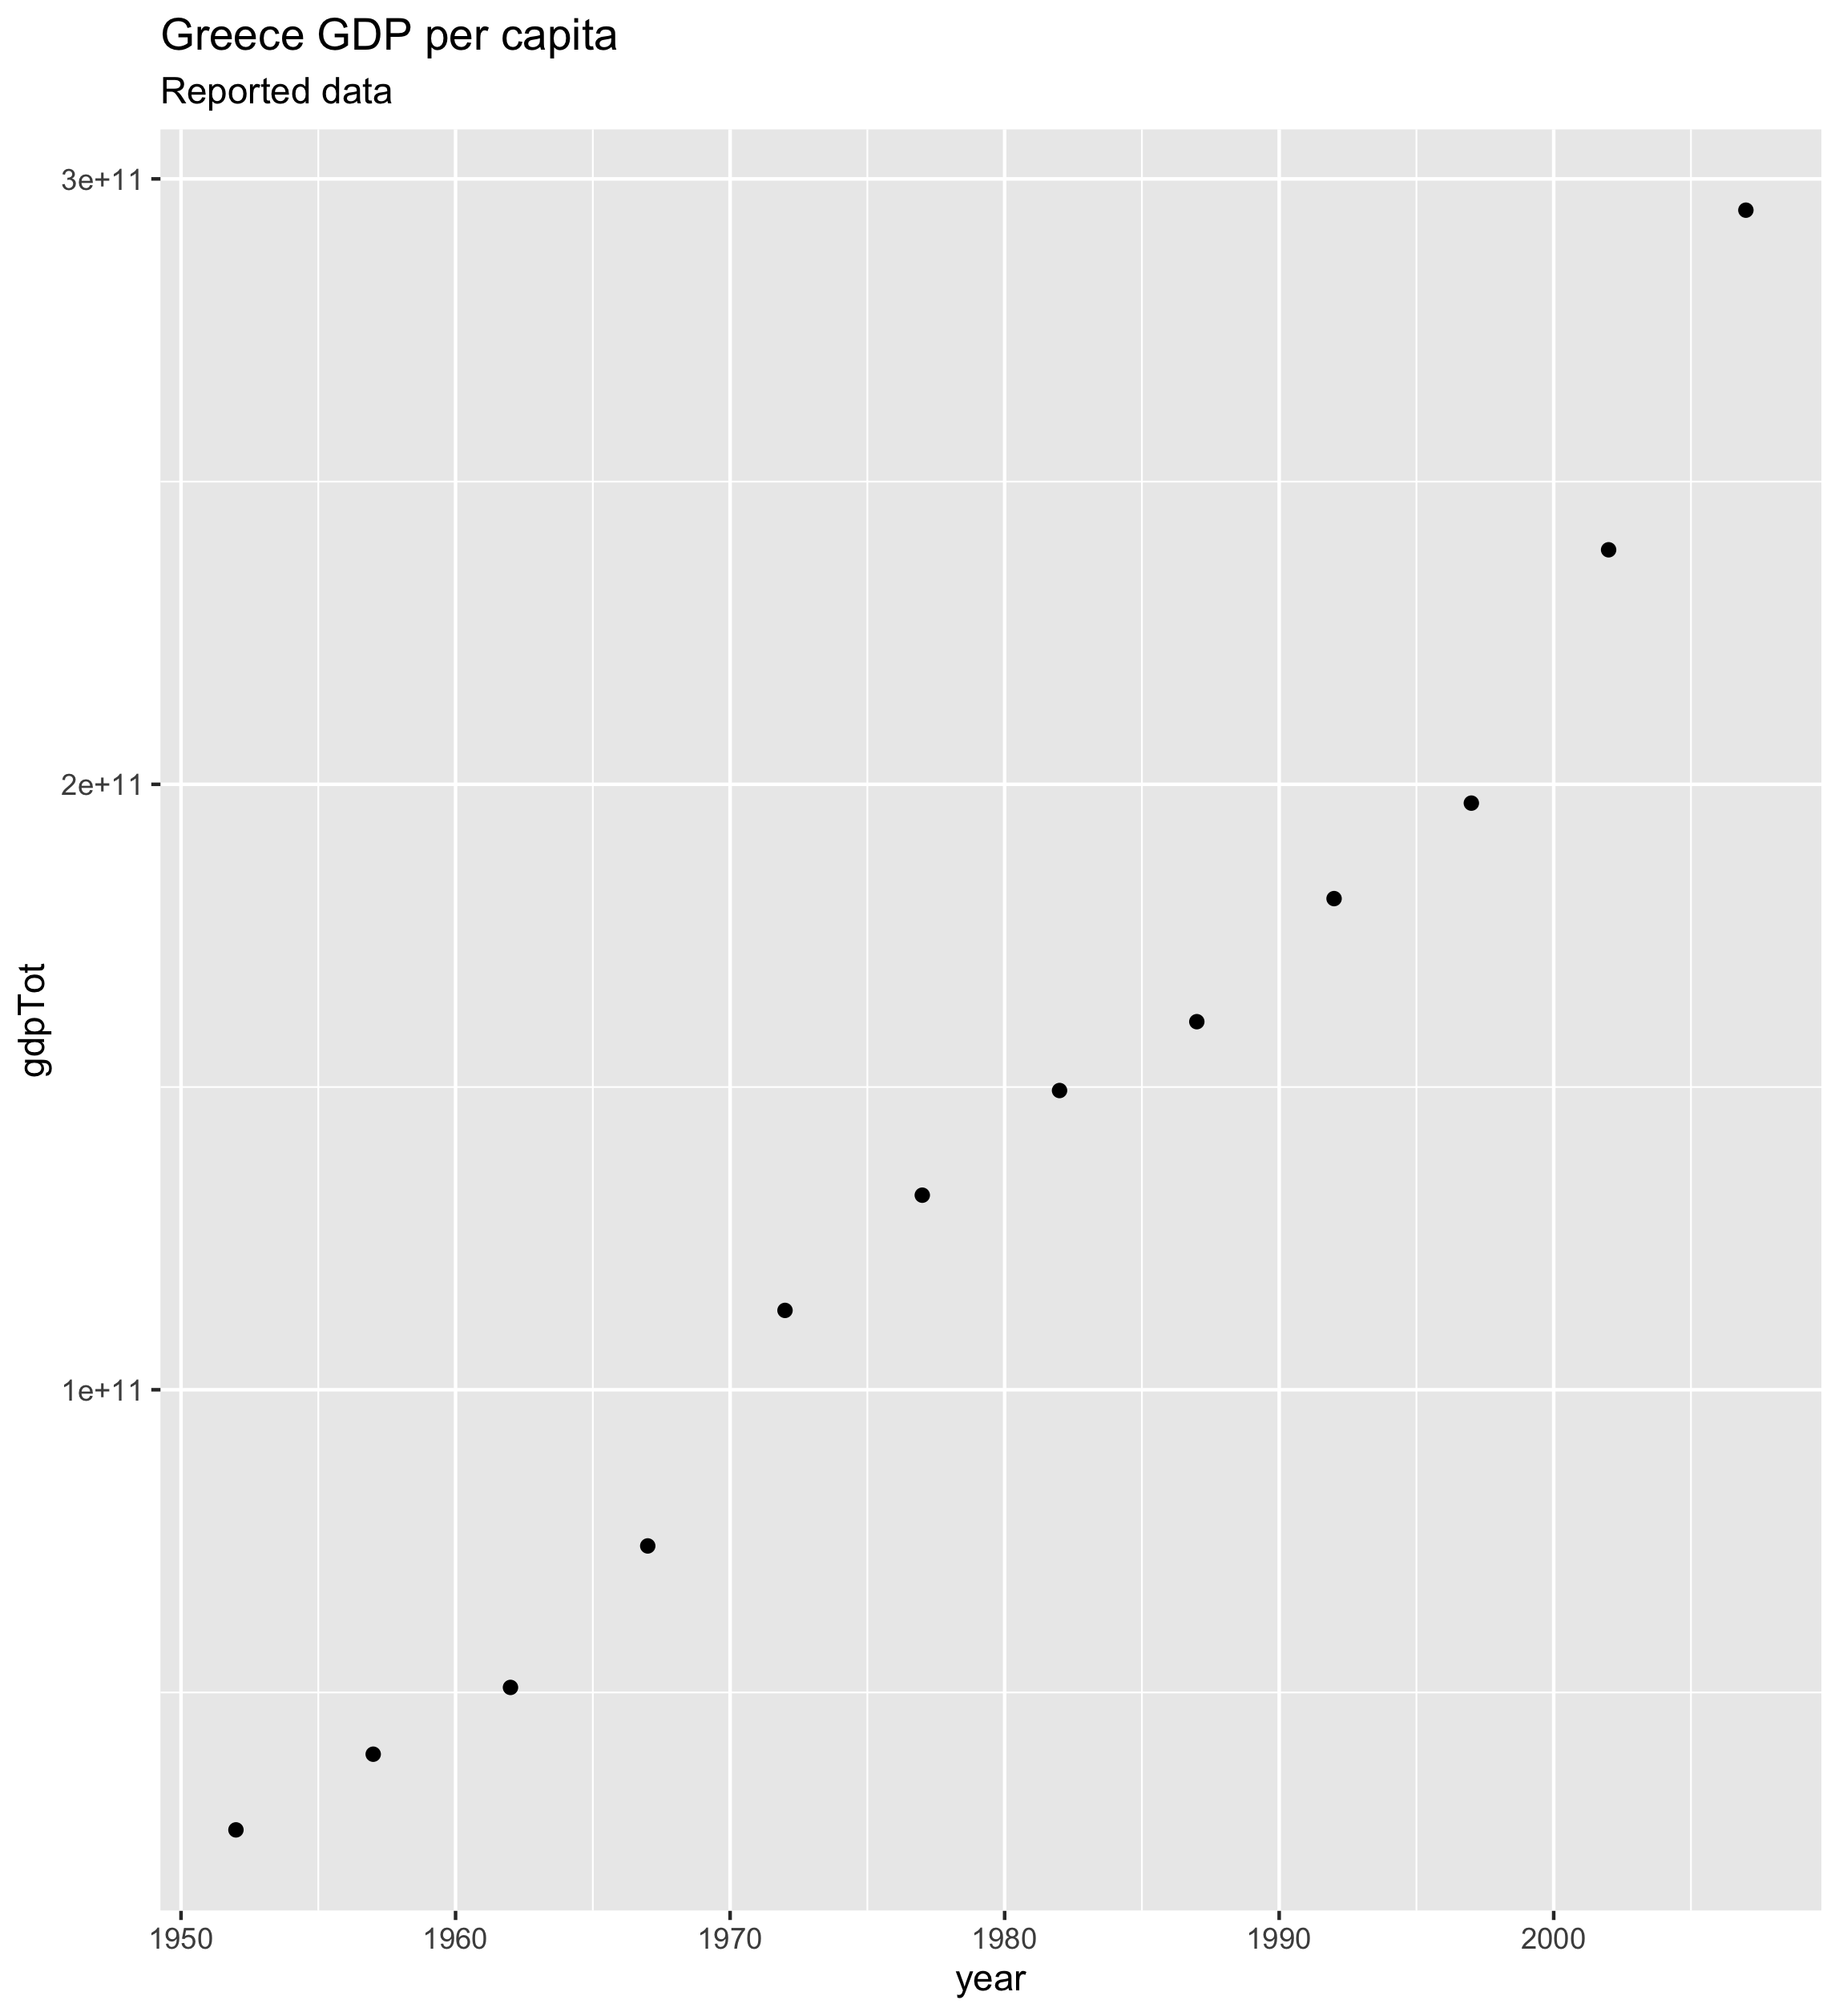 Greece GDP per capita
Reported data
3e+11
2e+11
1e+11
gdpTot
1950 1960 1970 1980 1990 2000
year